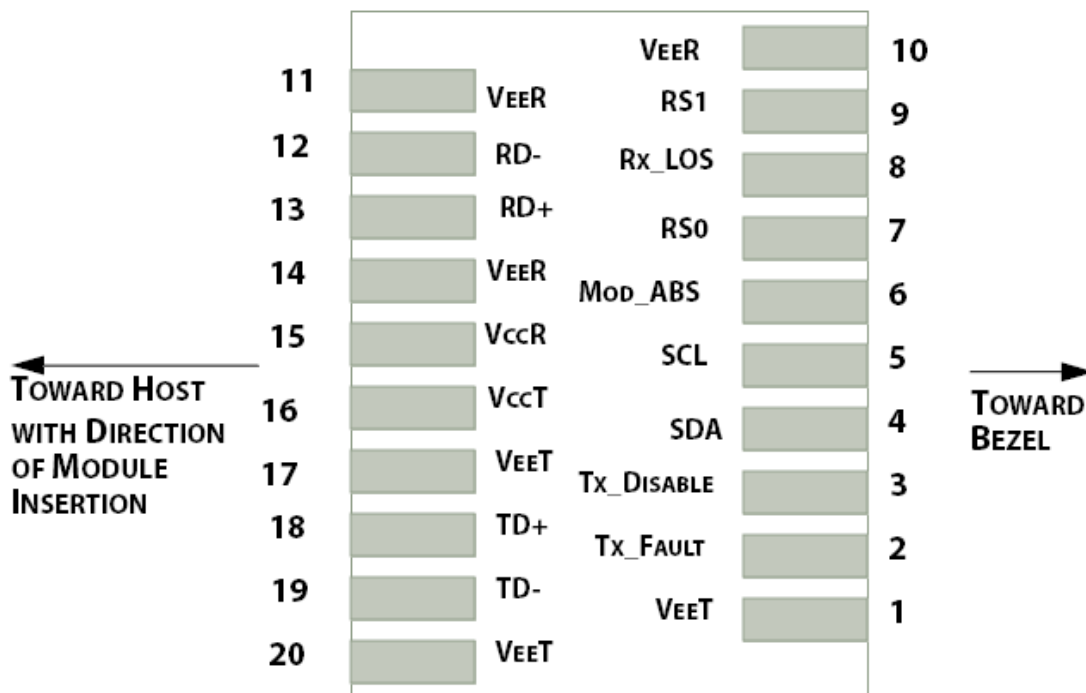 11 VEER
12 RD-
13 RD+
14 VEER
15 VCCR
16 VCCT
17 VEET
18 TD+
19 TD-
20 VEET
VEER 10
RS1 9
RX_LOS 8
RS0 7
MOD_ABS 6
SCL 5
SDA 4
TX_DISABLE 3
TX_FAULT 2
VEET 1
TOWARD HOST
WITH DIRECTION
OF MODULE
INSERTION
TOWARD
BEZEL